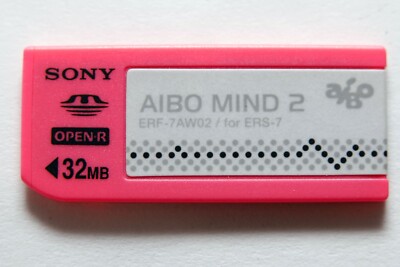 SONY
OPEN-R
32MB
AIBO MIND 2
ERF-7AW02 / for ERS-7
aibo